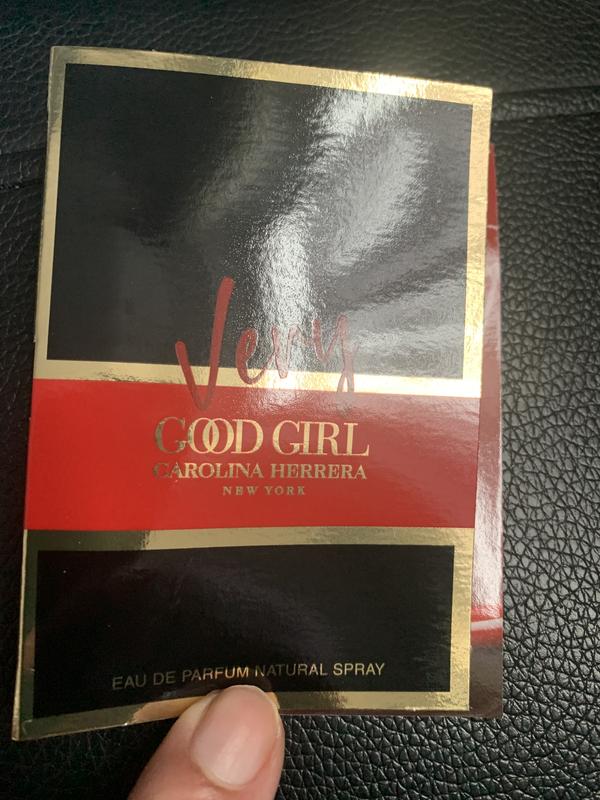 Very
GOOD GIRL
CAROLINA HERRERA
NEW YORK
EAU DE PARFUM NATURAL SPRAY